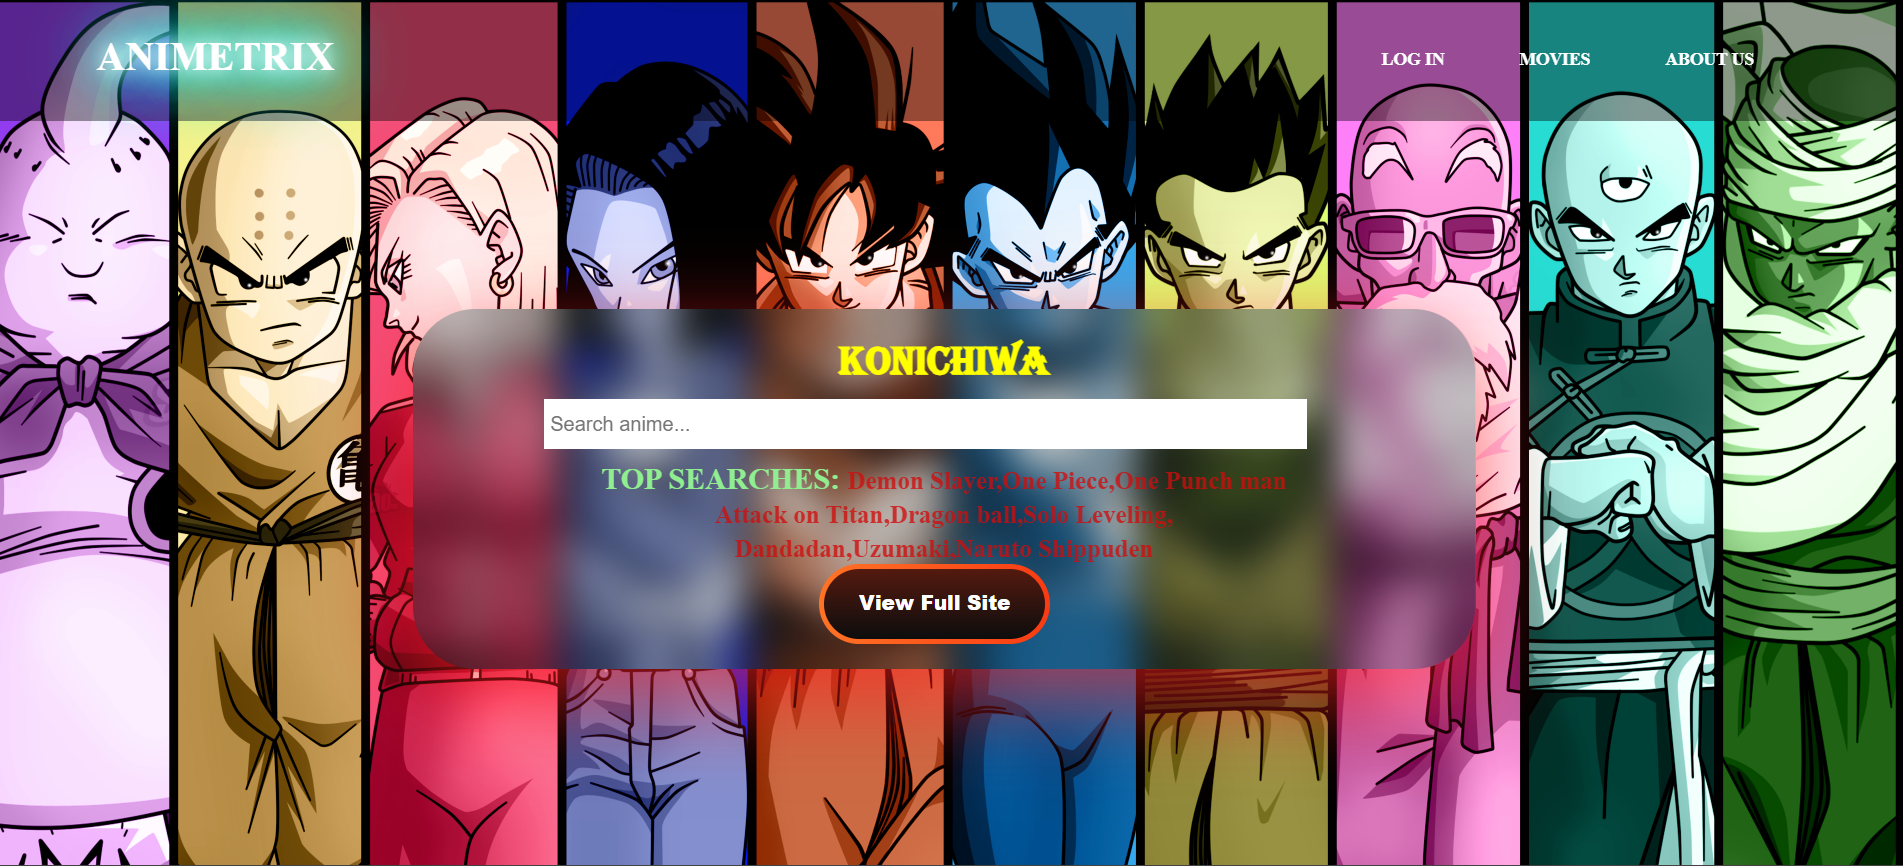 ANIMETRIX
LOG IN
MOVIES
ABOUT US
KONICHIWA
Search anime...
TOP SEARCHES: Demon Slayer,One Piece,One Punch man
Attack on Titan,Dragon ball,Solo Leveling,
Dandadan,Uzumaki,Naruto Shippuden
View Full Site
亀